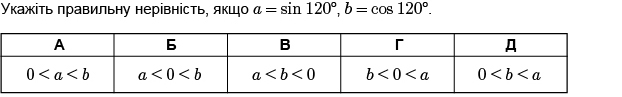 Укажіть правильну нерівність, якщо a = sin 120°, b = cos 120°.
А Б В Г Д
0 < a < b a < 0 < b a < b < 0 b < 0 < a 0 < b < a